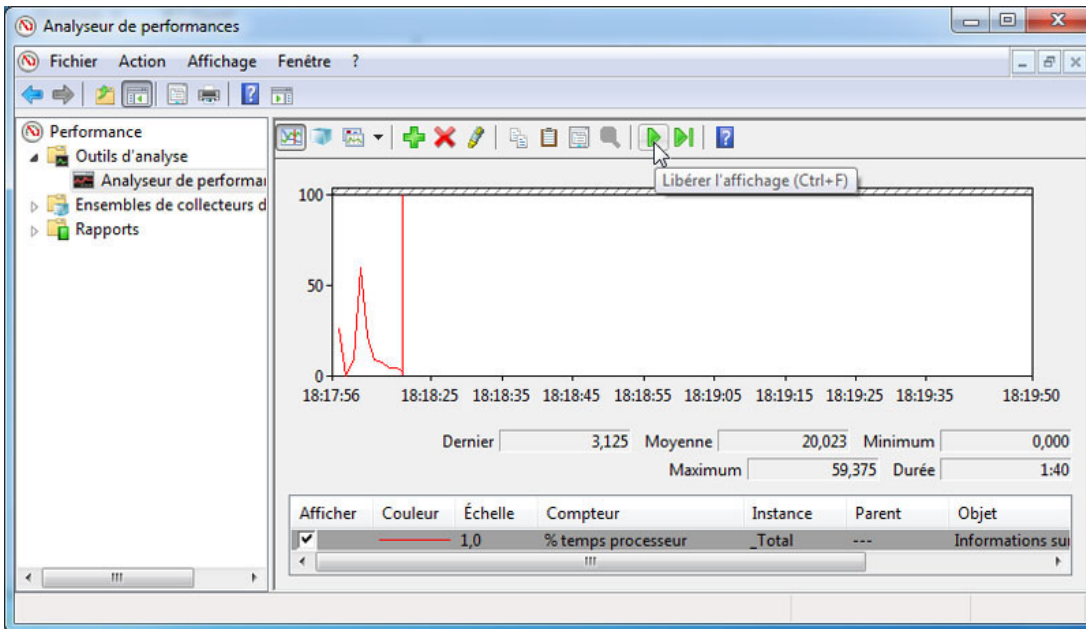 Analyseur de performances
Fichier Action Affichage Fenêtre ?
Performance
Outils d'analyse
Analyseur de performa
Ensembles de collecteurs d
Rapports
Libérer l'affichage (Ctrl+F)
100
50
0
18:17:56 18:18:25 18:18:35 18:18:45 18:18:55 18:19:05 18:19:15 18:19:25 18:19:35 18:19:50
Dernier 3,125 Moyenne 20,023 Minimum 0,000
Maximum 59,375 Durée 1:40
Afficher Couleur Échelle Compteur Instance Parent Objet
1,0 % temps processeur _Total --- Informations su